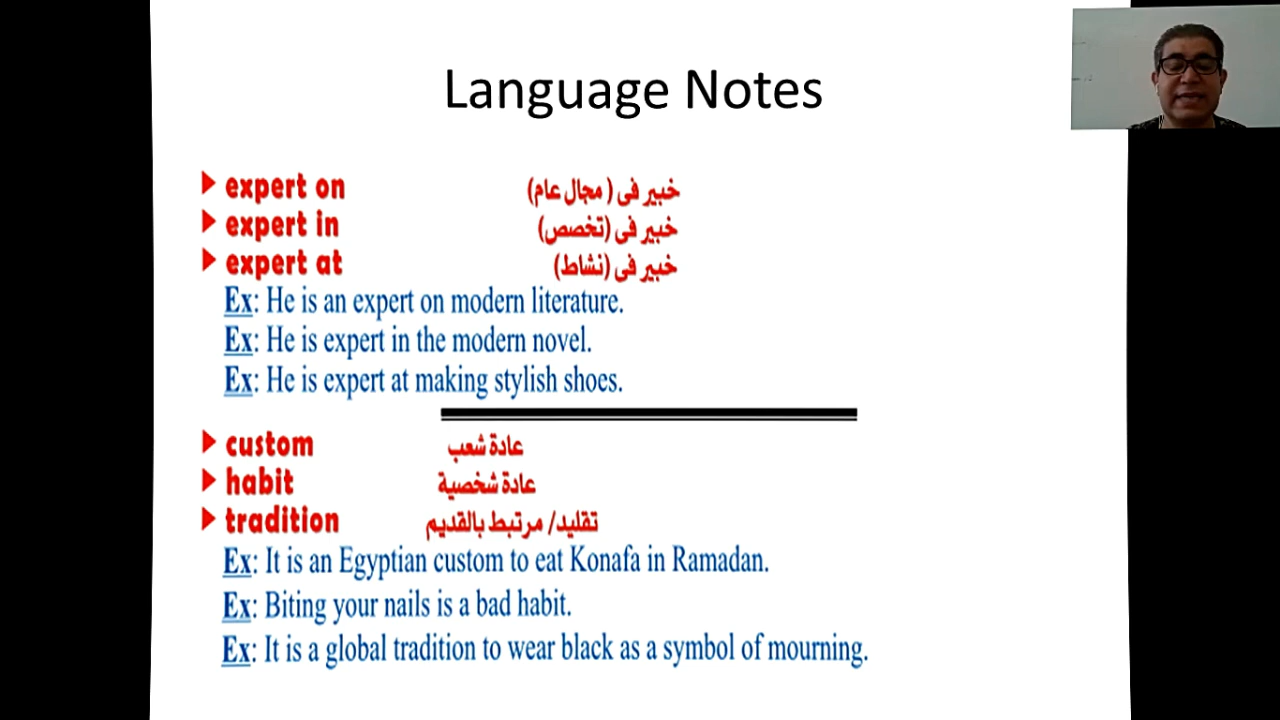 Language Notes
expert on خبير فى ( مجال عام)
expert in خبير فى (تخصص)
expert at خبير فى (نشاط)
Ex: He is an expert on modern literature.
Ex: He is expert in the modern novel.
Ex: He is expert at making stylish shoes.
custom عادة شعب
habit عادة شخصية
tradition تقليد/ مرتبط بالقديم
Ex: It is an Egyptian custom to eat Konafa in Ramadan.
Ex: Biting your nails is a bad habit.
Ex: It is a global tradition to wear black as a symbol of mourning.